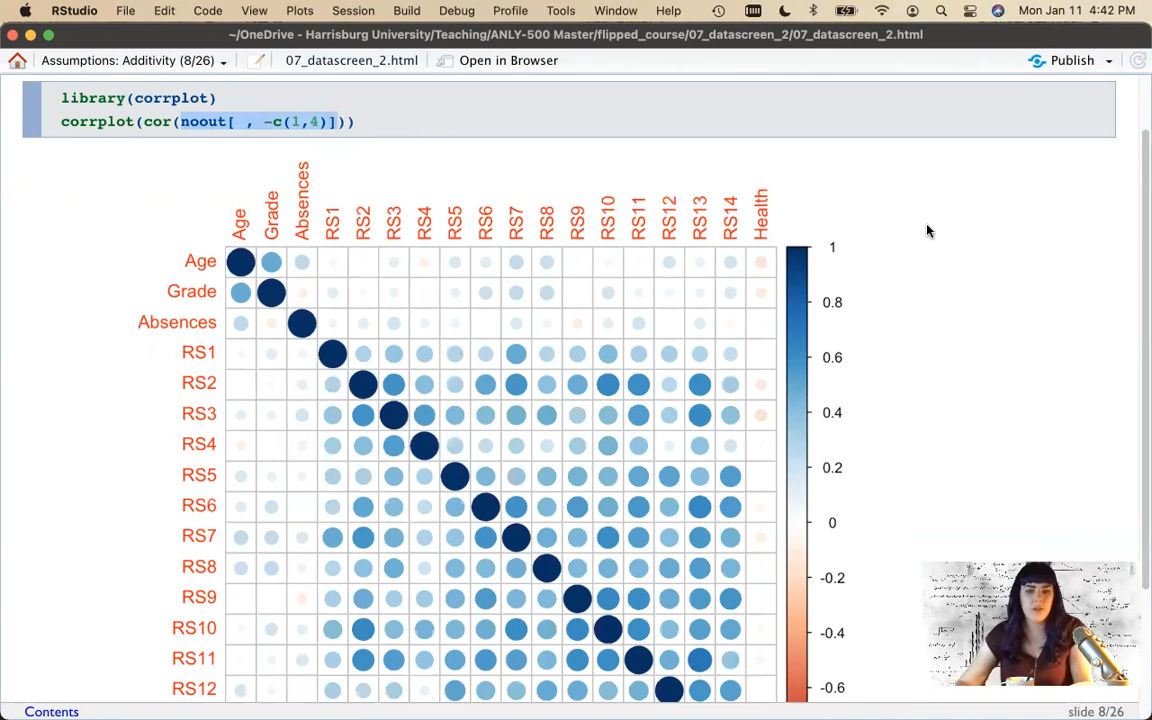 RStudio File Edit Code View Plots Session Build Debug Profile Tools Window Help Mon Jan 11 4:42 PM
~/OneDrive - Harrisburg University/Teaching/ANLY-500 Master/flipped_course/07_datascreen_2/07_datascreen_2.html
Assumptions: Additivity (8/26) 07_datascreen_2.html Open in Browser Publish
library(corrplot)
corrplot(cor(noout[ , -c(1,4)]))
Age Grade Absences RS1 RS2 RS3 RS4 RS5 RS6 RS7 RS8 RS9 RS10 RS11 RS12 RS13 RS14 Health
Age
Grade
Absences
RS1
RS2
RS3
RS4
RS5
RS6
RS7
RS8
RS9
RS10
RS11
RS12
1
0.8
0.6
0.4
0.2
0
-0.2
-0.4
-0.6
Contents slide 8/26